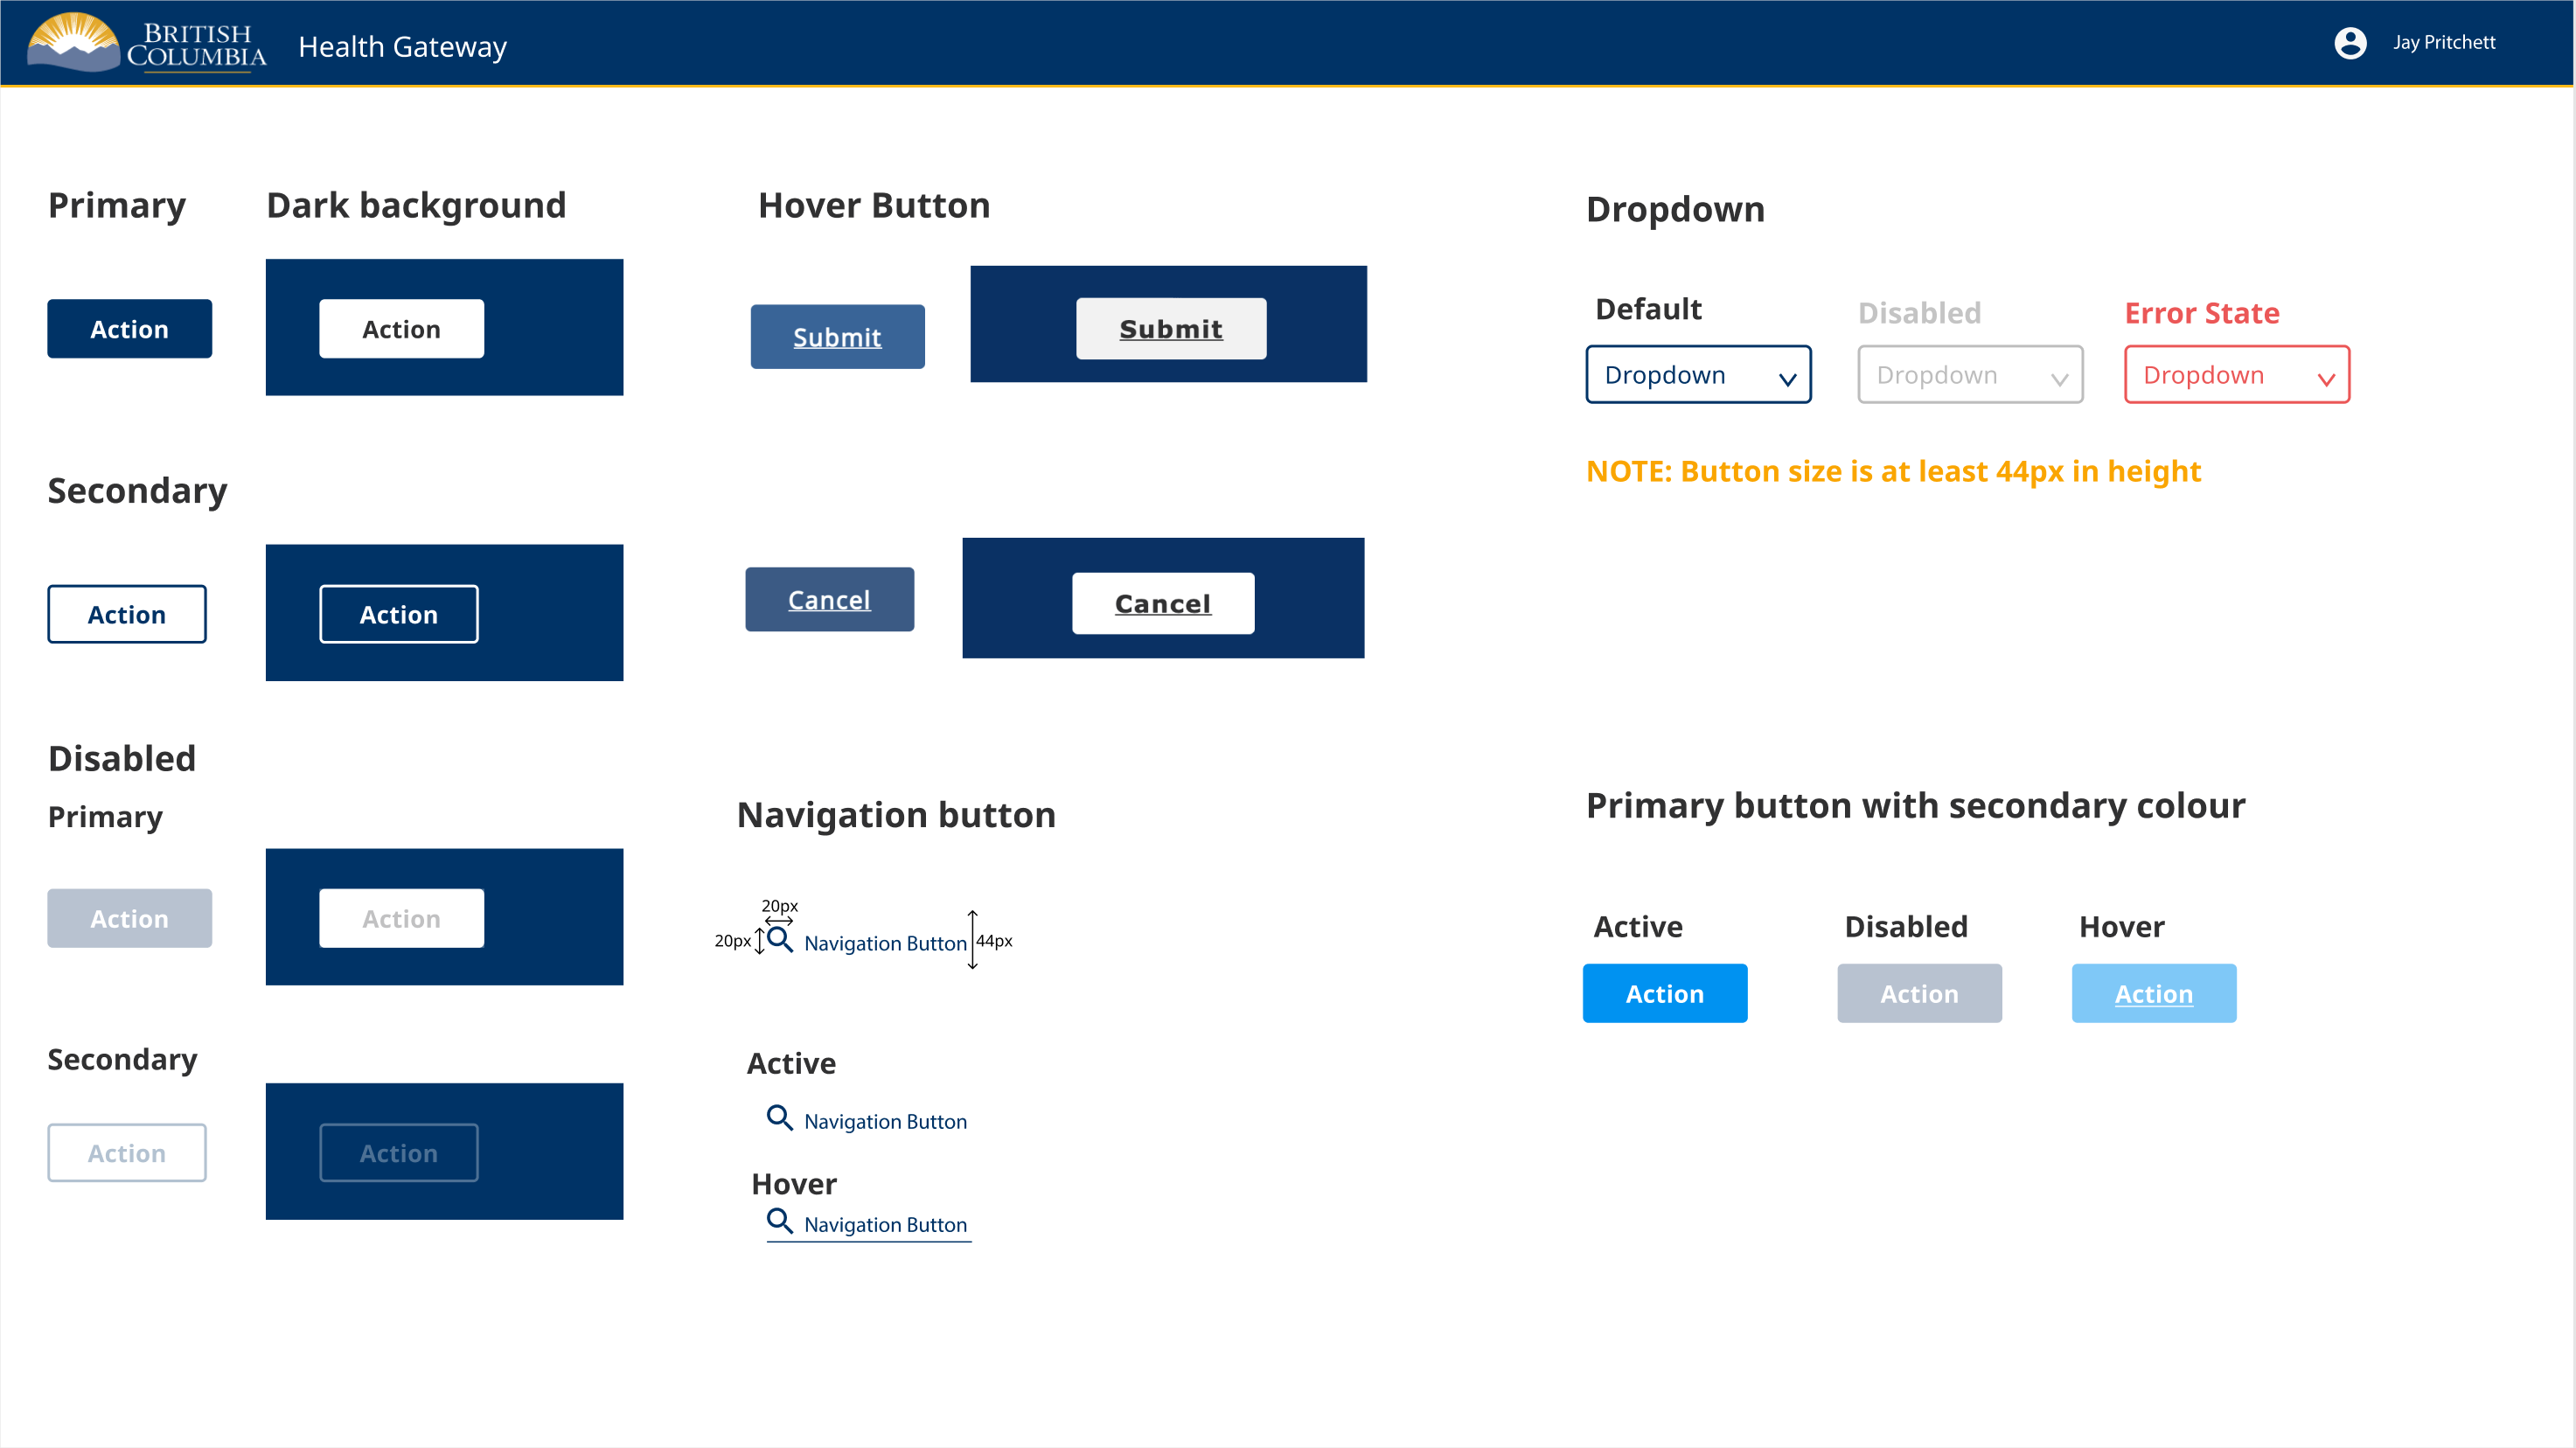 BRITISH
COLUMBIA
Health Gateway
Jay Pritchett
Primary
Dark background
Hover Button
Dropdown
Action
Action
Submit
Submit
Default
Disabled
Error State
Dropdown
Dropdown
Dropdown
NOTE: Button size is at least 44px in height
Secondary
Action
Action
Cancel
Cancel
Disabled
Primary
Action
Action
Navigation button
20px
20px
Navigation Button
44px
Primary button with secondary colour
Active
Disabled
Hover
Action
Action
Action
Secondary
Action
Action
Active
Navigation Button
Hover
Navigation Button